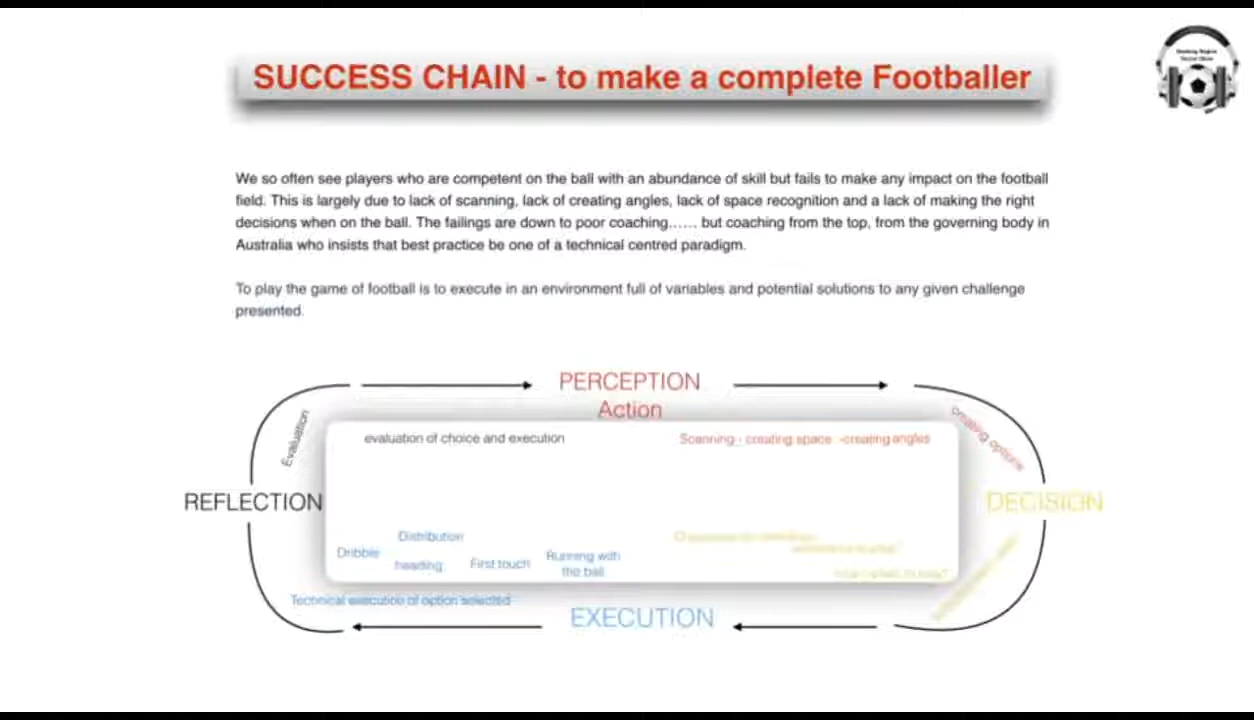 SUCCESS CHAIN - to make a complete Footballer
We so often see players who are competent on the ball with an abundance of skill but fails to make any impact on the football
field. This is largely due to lack of scanning, lack of creating angles, lack of space recognition and a lack of making the right
decisions when on the ball. The failings are down to poor coaching...... but coaching from the top, from the governing body in
Australia who insists that best practice be one of a technical centred paradigm.
To play the game of football is to execute in an environment full of variables and potential solutions to any given challenge
presented.
PERCEPTION
Action
Evaluation
creating options
evaluation of choice and execution
Scanning - creating space -creating angles
REFLECTION
DECISION
Distribution
Dribble
heading
First touch
Running with
the ball
Technical execution of option selected
EXECUTION